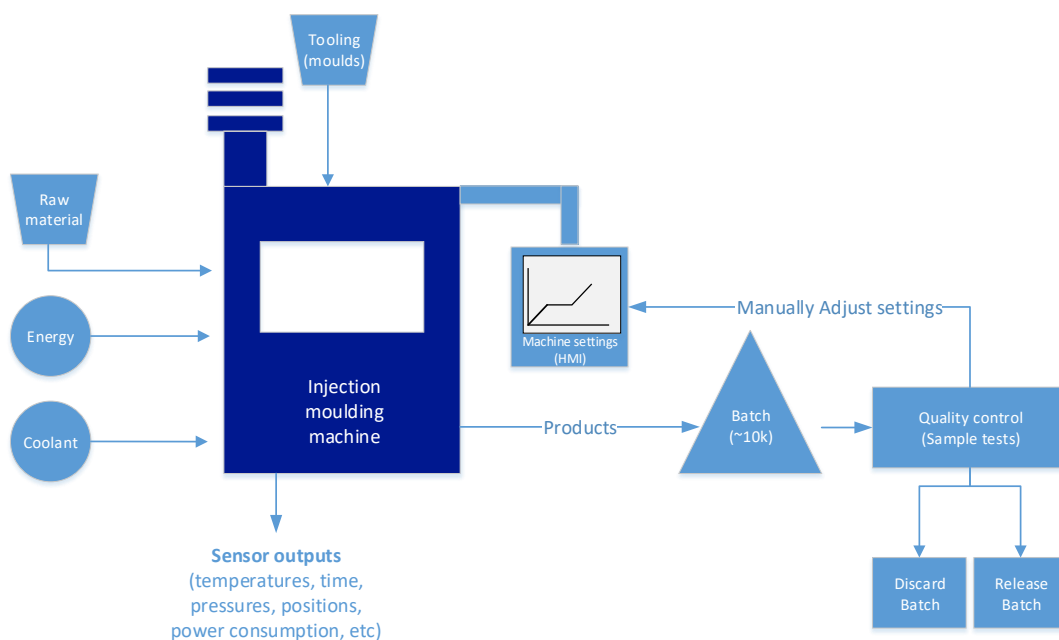 Tooling
(moulds)
Raw
material
Energy
Coolant
Injection
moulding
machine
Machine settings
(HMI)
Manually Adjust settings
Products
Batch
(~10k)
Quality control
(Sample tests)
Discard
Batch
Release
Batch
Sensor outputs
(temperatures, time,
pressures, positions,
power consumption, etc)